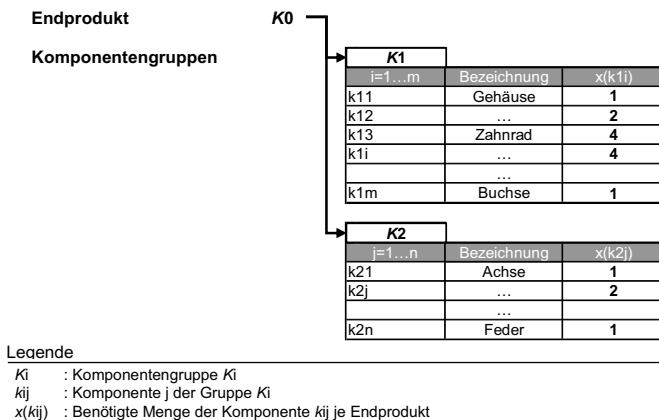 Endprodukt K0
Komponentengruppen
K1
i=1…m Bezeichnung x(k1i)
k11 Gehäuse 1
k12 … 2
k13 Zahnrad 4
k1i … 4
…
k1m Buchse 1
K2
j=1…n Bezeichnung x(k2j)
k21 Achse 1
k2j … 2
…
k2n Feder 1
Legende
Ki : Komponentengruppe Ki
kij : Komponente j der Gruppe Ki
x(kij) : Benötigte Menge der Komponente kij je Endprodukt